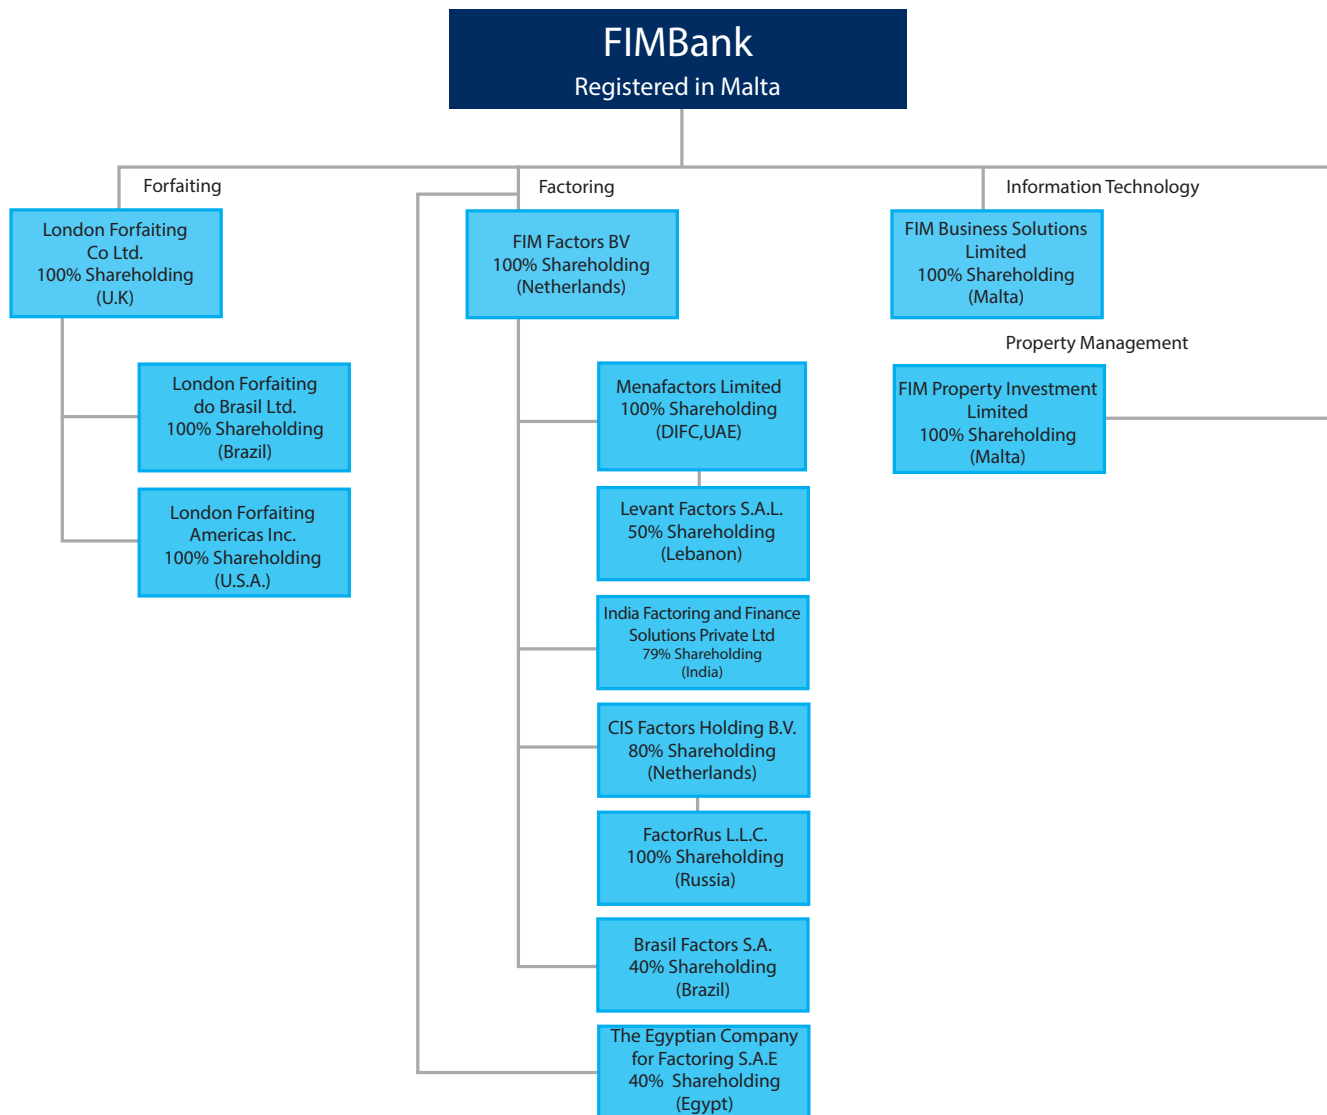 FIMBank
Registered in Malta
Forfaiting
London Forfaiting
Co Ltd.
100% Shareholding
(U.K)
London Forfaiting
do Brasil Ltd.
100% Shareholding
(Brazil)
London Forfaiting
Americas Inc.
100% Shareholding
(U.S.A.)
Factoring
FIM Factors BV
100% Shareholding
(Netherlands)
Menafactors Limited
100% Shareholding
(DIFC,UAE)
Levant Factors S.A.L.
50% Shareholding
(Lebanon)
India Factoring and Finance
Solutions Private Ltd
79% Shareholding
(India)
CIS Factors Holding B.V.
80% Shareholding
(Netherlands)
FactorRus L.L.C.
100% Shareholding
(Russia)
Brasil Factors S.A.
40% Shareholding
(Brazil)
The Egyptian Company
for Factoring S.A.E
40% Shareholding
(Egypt)
Information Technology
FIM Business Solutions
Limited
100% Shareholding
(Malta)
Property Management
FIM Property Investment
Limited
100% Shareholding
(Malta)